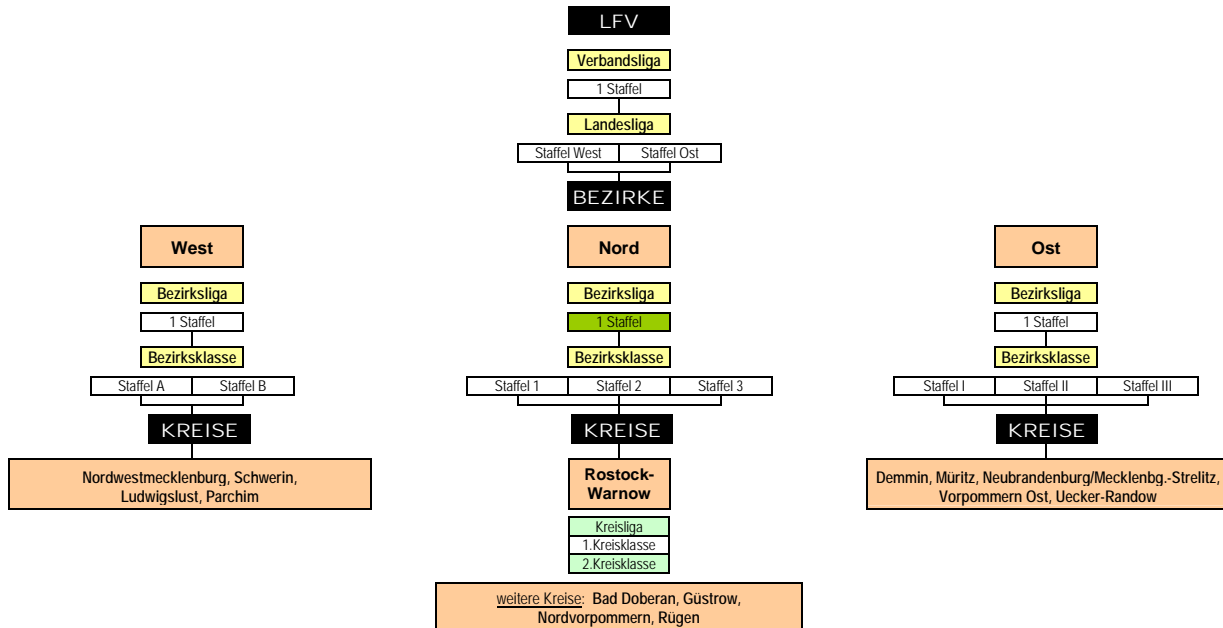 LFV
Verbandsliga
1 Staffel
Landesliga
Staffel West
Staffel Ost
BEZIRKE
West
Bezirksliga
1 Staffel
Bezirksklasse
Staffel A
Staffel B
KREISE
Nordwestmecklenburg, Schwerin,
Ludwigslust, Parchim
Nord
Bezirksliga
1 Staffel
Bezirksklasse
Staffel 1
Staffel 2
Staffel 3
KREISE
Rostock-
Warnow
Kreisliga
1.Kreisklasse
2.Kreisklasse
weitere Kreise: Bad Doberan, Güstrow,
Nordvorpommern, Rügen
Ost
Bezirksliga
1 Staffel
Bezirksklasse
Staffel I
Staffel II
Staffel III
KREISE
Demmin, Müritz, Neubrandenburg/Mecklenbg.-Strelitz,
Vorpommern Ost, Uecker-Randow